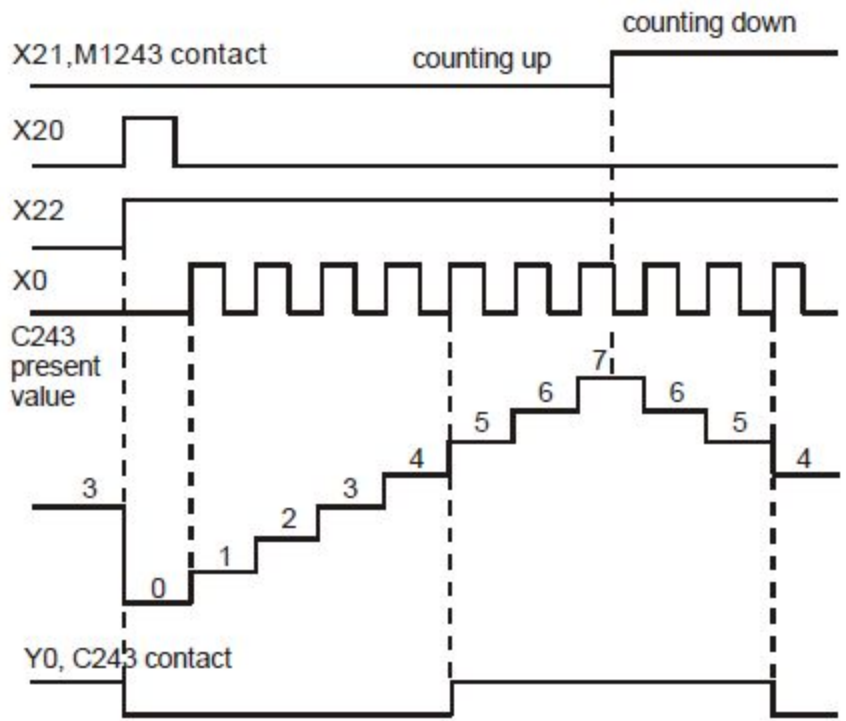 counting down
X21,M1243 contact
counting up
X20
X22
X0
C243
present
value
3
0
1
2
3
4
5
6
7
6
5
4
Y0, C243 contact